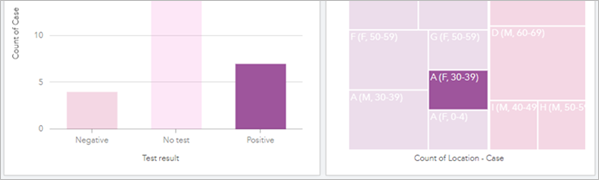 Count of Case
10
5
0
Negative
No test
Positive
Test result
D (M, 60-69)
F (F, 50-59)
G (F, 50-59)
A (F, 30-39)
A (M, 30-39)
I (M, 40-49
H (M, 50-59
A (F, 0-4)
Count of Location - Case